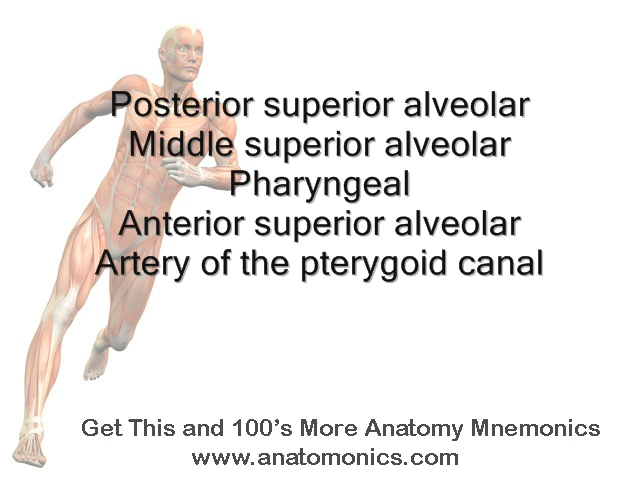 Posterior superior alveolar
Middle superior alveolar
Pharyngeal
Anterior superior alveolar
Artery of the pterygoid canal
Get This and 100's More Anatomy Mnemonics
www.anatomonics.com